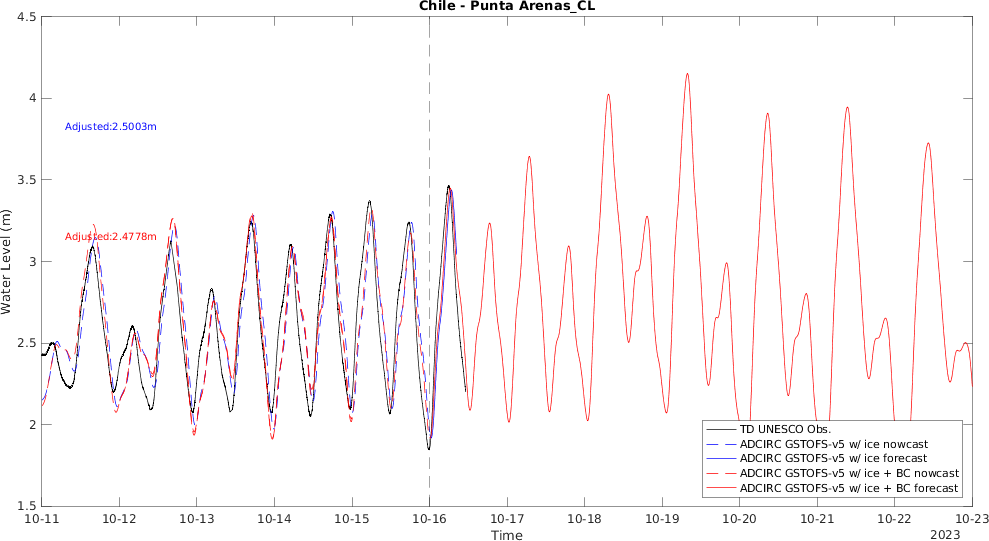 Chile - Punta Arenas_CL
4.5
4
3.5
3
2.5
2
1.5
Water Level (m)
Adjusted:2.5003m
Adjusted:2.4778m
TD UNESCO Obs.
ADCIRC GSTOFS-v5 w/ ice nowcast
ADCIRC GSTOFS-v5 w/ ice forecast
ADCIRC GSTOFS-v5 w/ ice + BC nowcast
ADCIRC GSTOFS-v5 w/ ice + BC forecast
10-11 10-12 10-13 10-14 10-15 10-16 10-17 10-18 10-19 10-20 10-21 10-22 10-23
Time
2023